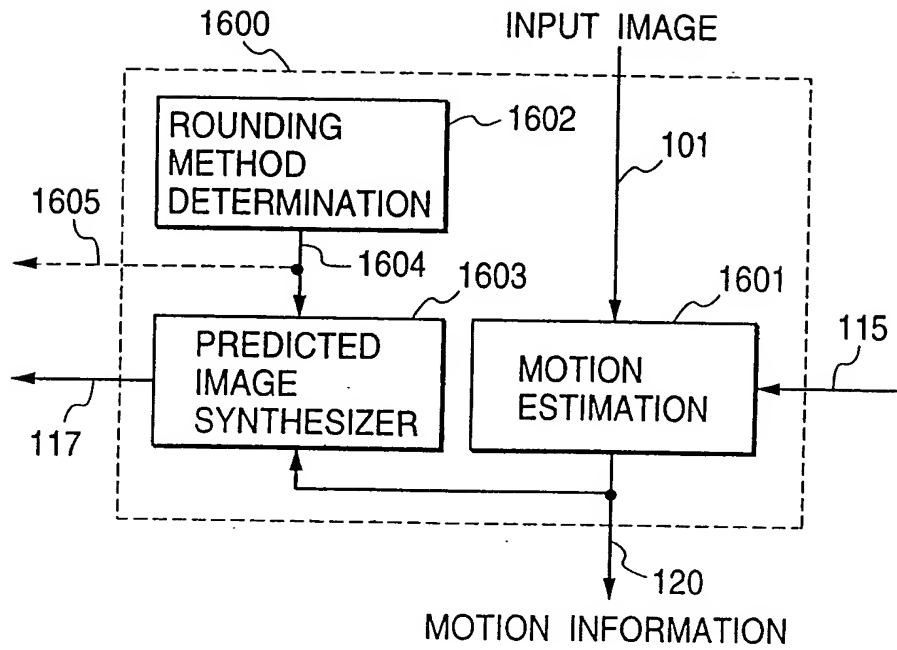 1600
INPUT IMAGE
ROUNDING
METHOD
DETERMINATION
1602
101
1605
1604
1603
1601
115
PREDICTED
IMAGE
SYNTHESIZER
MOTION
ESTIMATION
117
120
MOTION INFORMATION